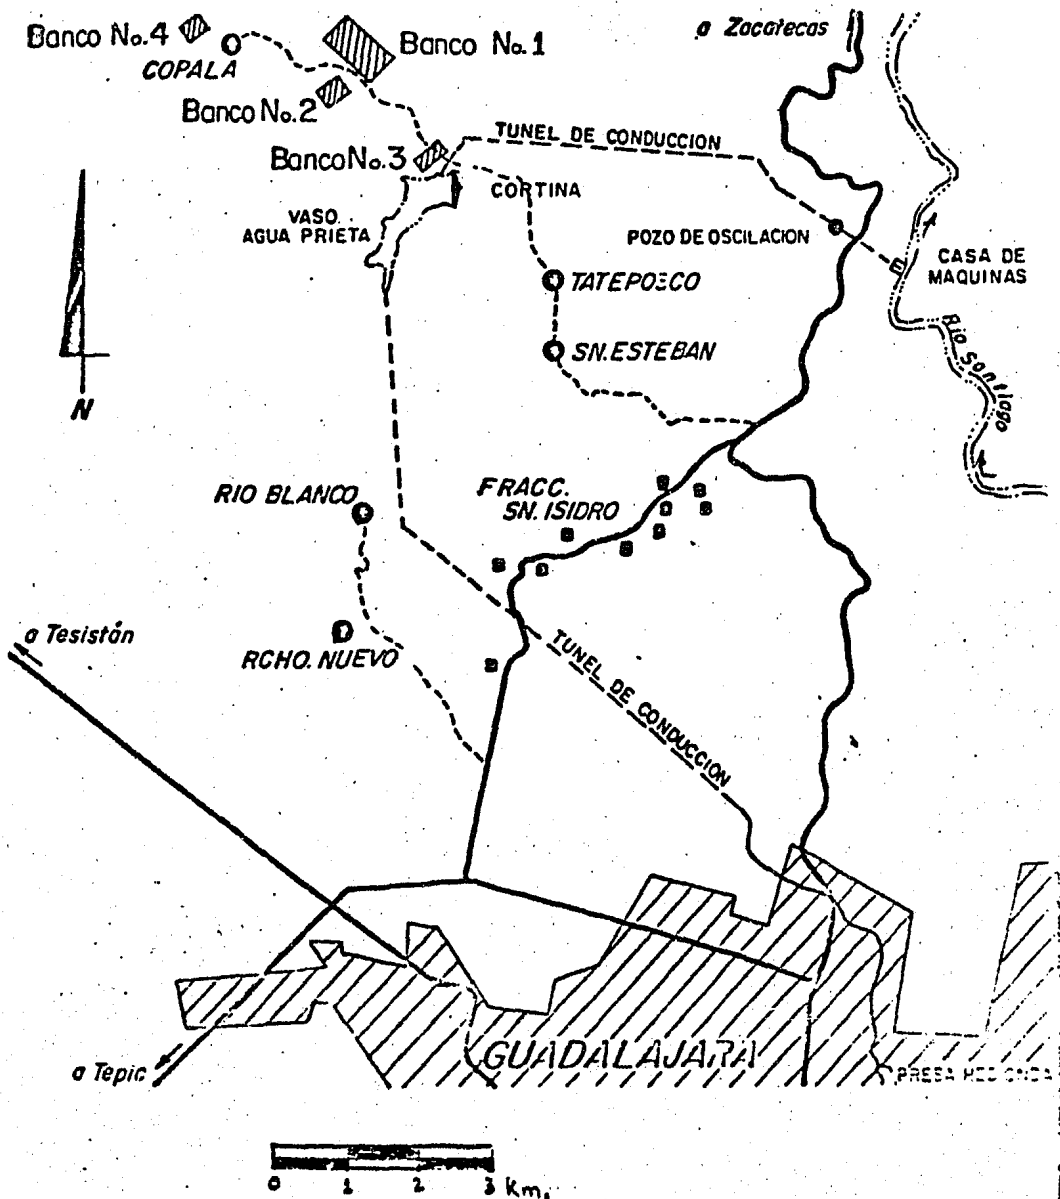 Banco No.4
COPALA
Banco No.1
a Zacatecas
Banco No.2
TUNEL DE CONDUCCION
Banco No.3
CORTINA
VASO
AGUA PRIETA
POZO DE OSCILACION
CASA DE
MAQUINAS
N
SN. ESTEBAN
Rio Santiago
RIO BLANCO
FRACC.
SN. ISIDRO
a Tesistán
RCHO. NUEVO
TUNEL DE CONDUCCION
GUADALAJARA
a Tepic
PRESA
0 1 2 3 Km.